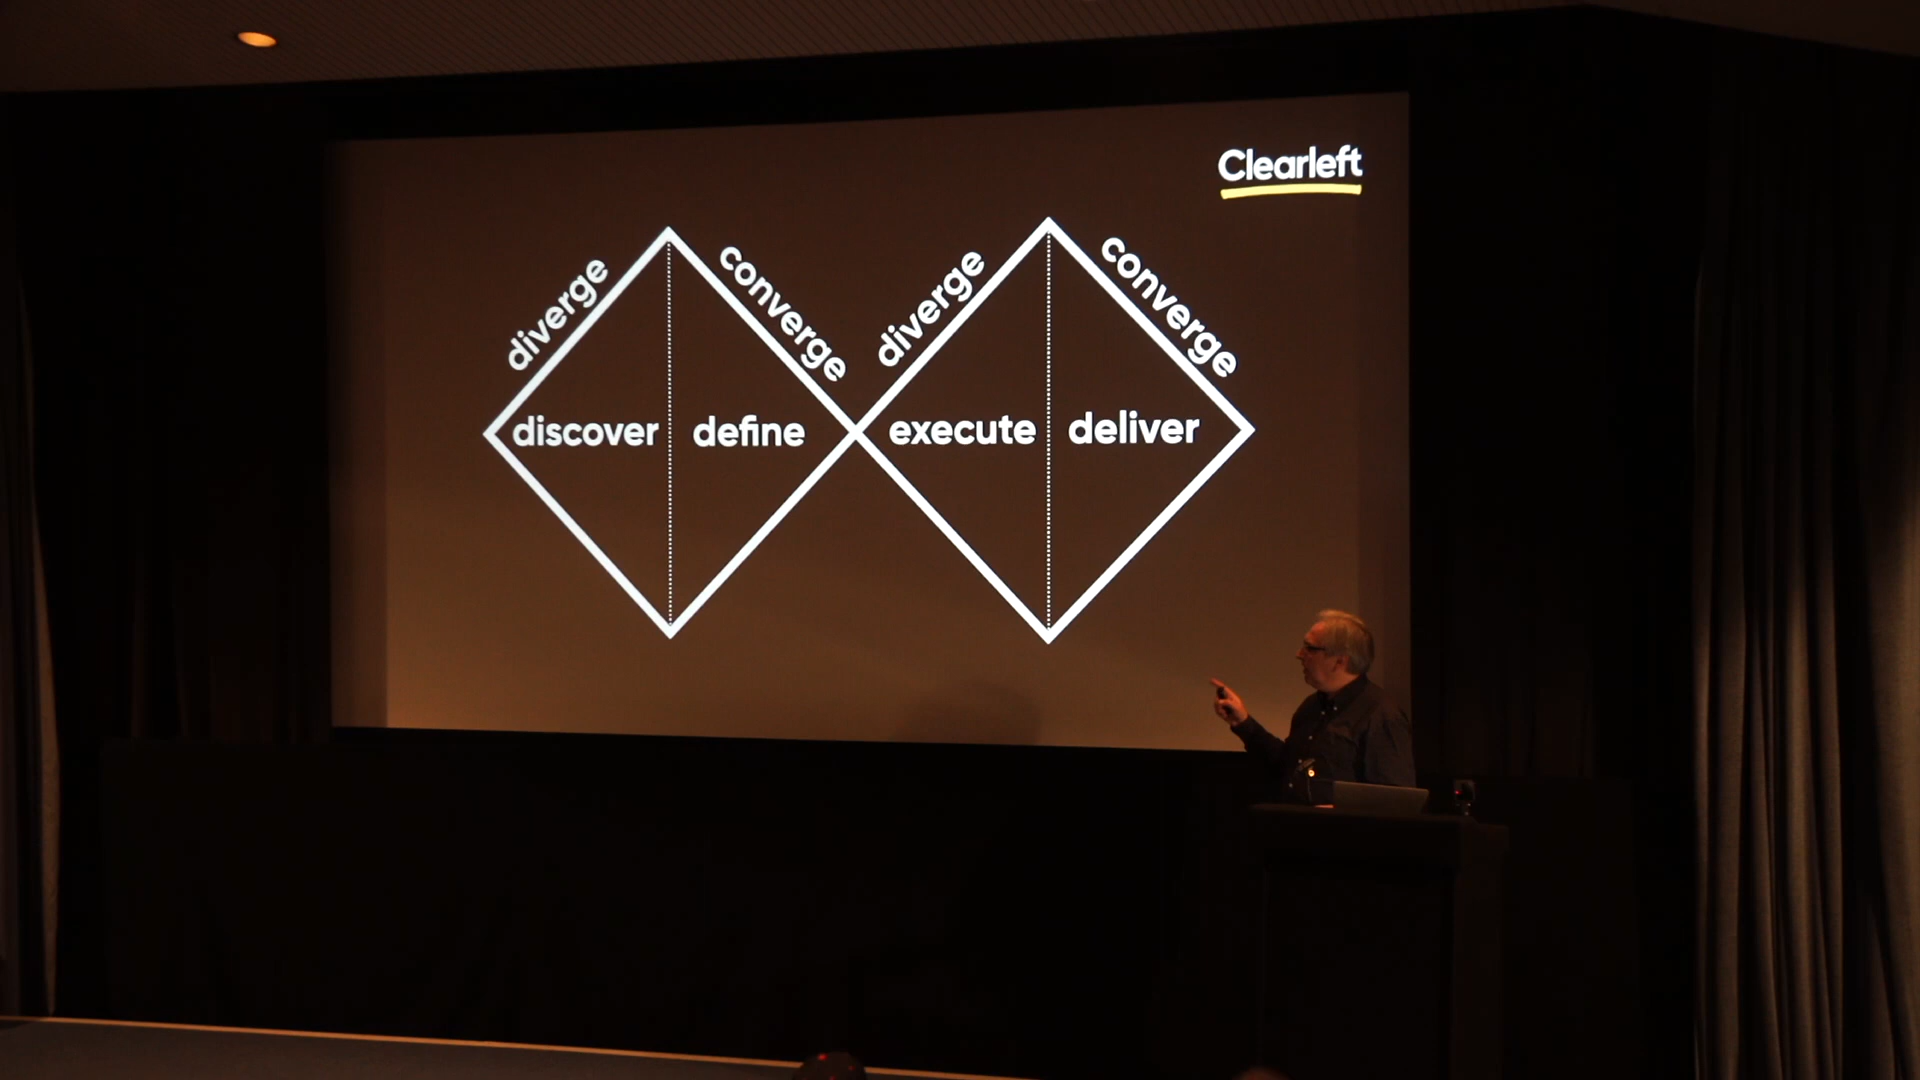 Clearleft
diverge
converge
diverge
converge
discover
define
execute
deliver